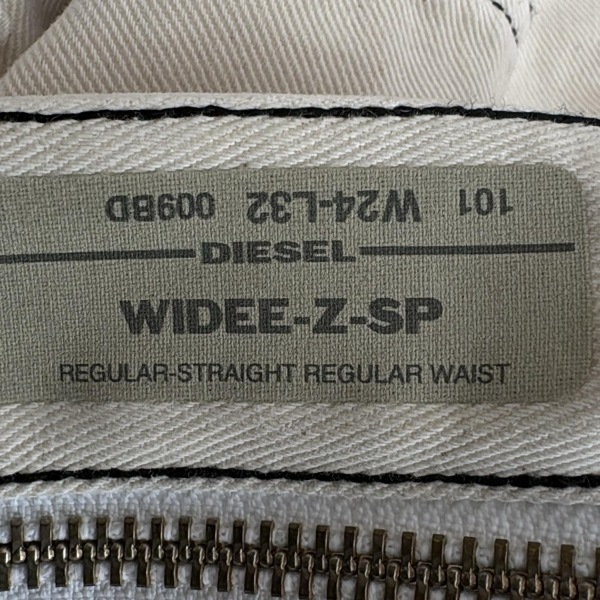 101 W24-L32 009BD
DIESEL
WIDEE-Z-SP
REGULAR-STRAIGHT REGULAR WAIST